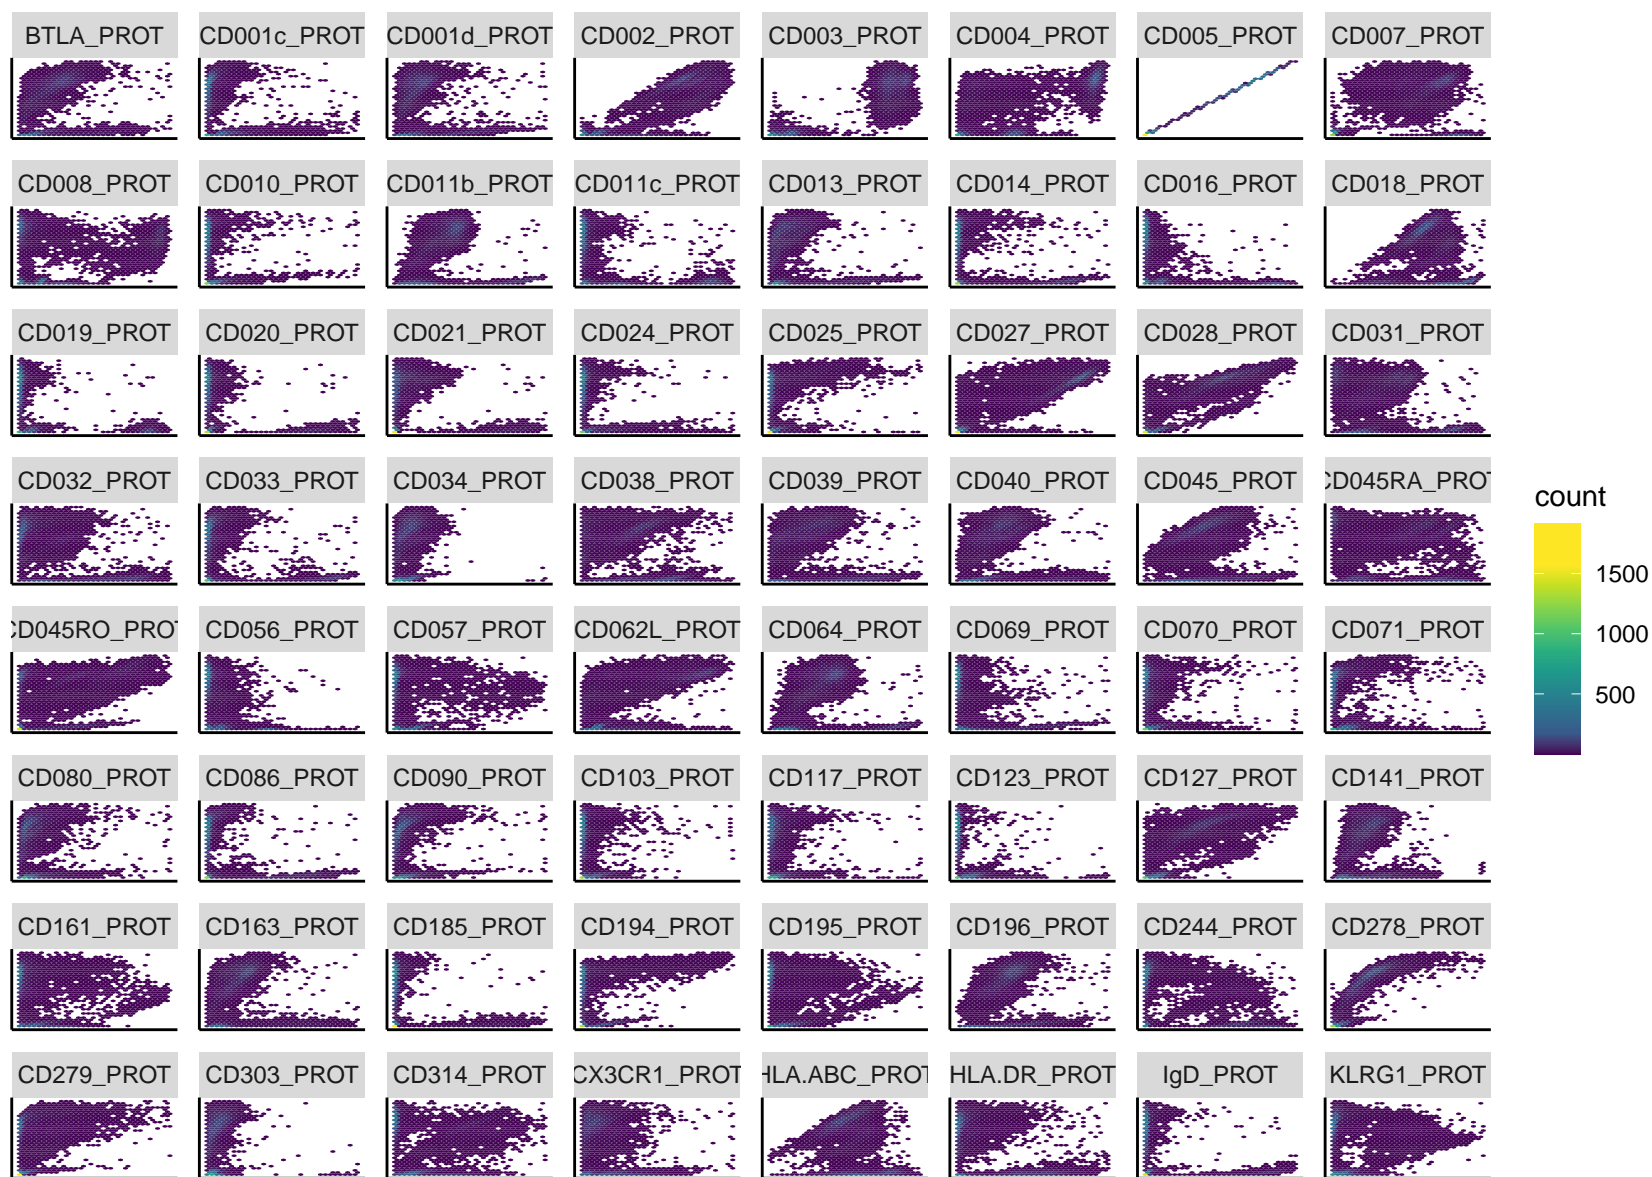 BTLA_PROT CD001c_PROT CD001d_PROT CD002_PROT CD003_PROT CD004_PROT CD005_PROT CD007_PROT
CD008_PROT CD010_PROT CD011b_PROT CD011c_PROT CD013_PROT CD014_PROT CD016_PROT CD018_PROT
CD019_PROT CD020_PROT CD021_PROT CD024_PROT CD025_PROT CD027_PROT CD028_PROT CD031_PROT
CD032_PROT CD033_PROT CD034_PROT CD038_PROT CD039_PROT CD040_PROT CD045_PROT CD045RA_PROT
count
1500
1000
500
CD045RO_PROT CD056_PROT CD057_PROT CD062L_PROT CD064_PROT CD069_PROT CD070_PROT CD071_PROT
CD080_PROT CD086_PROT CD090_PROT CD103_PROT CD117_PROT CD123_PROT CD127_PROT CD141_PROT
CD161_PROT CD163_PROT CD185_PROT CD194_PROT CD195_PROT CD196_PROT CD244_PROT CD278_PROT
CD279_PROT CD303_PROT CD314_PROT CX3CR1_PROT HLA.ABC_PROT HLA.DR_PROT IgD_PROT KLRG1_PROT